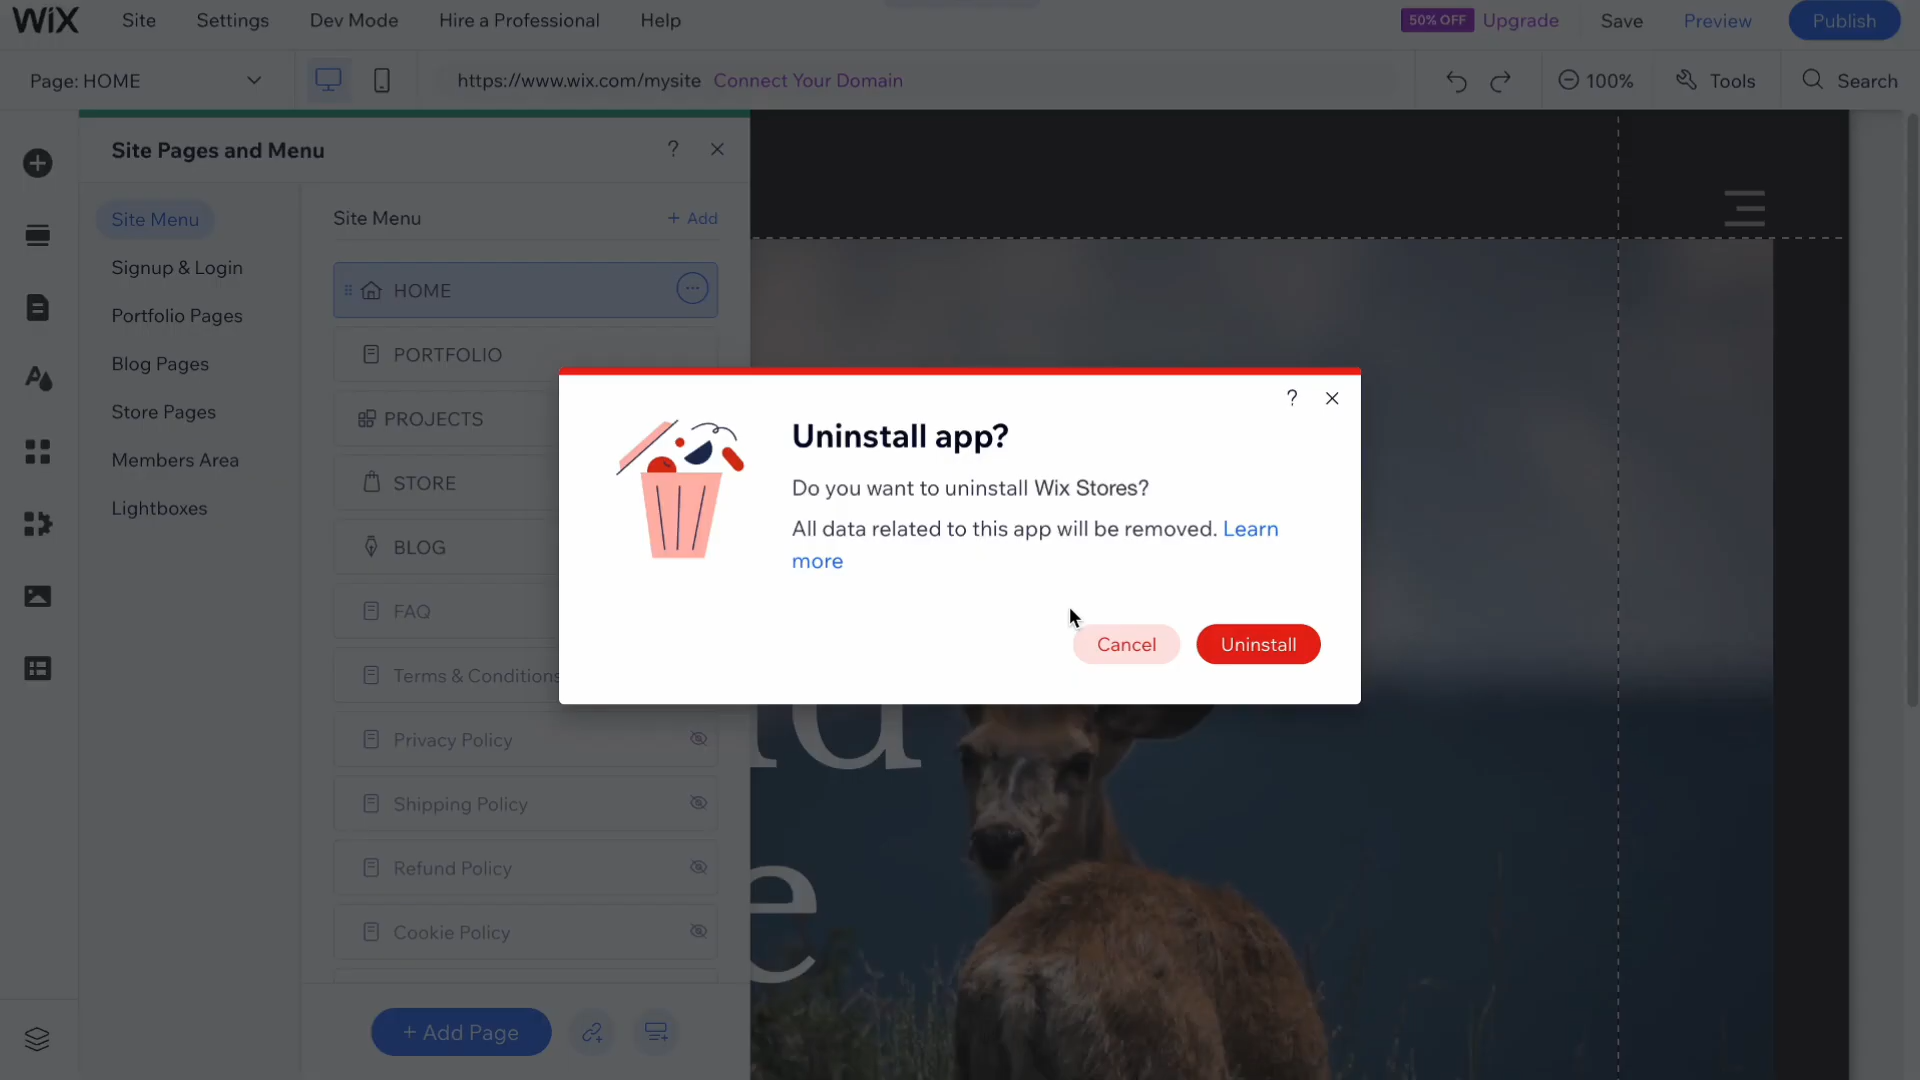 WiX Site Settings Dev Mode Hire a Professional Help 50% OFF Upgrade Save Preview Publish
Page: HOME https://www.wix.com/mysite Connect Your Domain 100% Tools Search
Site Pages and Menu ?
Site Menu
Signup & Login
Portfolio Pages
Blog Pages
Store Pages
Members Area
Lightboxes
Site Menu + Add
HOME
PORTFOLIO
PROJECTS
STORE
BLOG
FAQ
Terms & Conditions
Privacy Policy
Shipping Policy
Refund Policy
Cookie Policy
+ Add Page
?
Uninstall app?
Do you want to uninstall Wix Stores?
All data related to this app will be removed. Learn
more
Cancel Uninstall
d
e